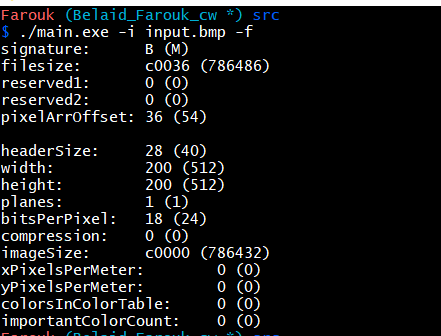 Farouk (Belaid_Farouk_cw *) src
$ ./main.exe -i input.bmp -f
signature: B (M)
filesize: c0036 (786486)
reserved1: 0 (0)
reserved2: 0 (0)
pixelArrOffset: 36 (54)
headerSize: 28 (40)
width: 200 (512)
height: 200 (512)
planes: 1 (1)
bitsPerPixel: 18 (24)
compression: 0 (0)
imageSize: c0000 (786432)
xPixelsPerMeter: 0 (0)
yPixelsPerMeter: 0 (0)
colorsInColorTable: 0 (0)
importantColorCount: 0 (0)
Farouk (Belaid_Farouk_cw *) src